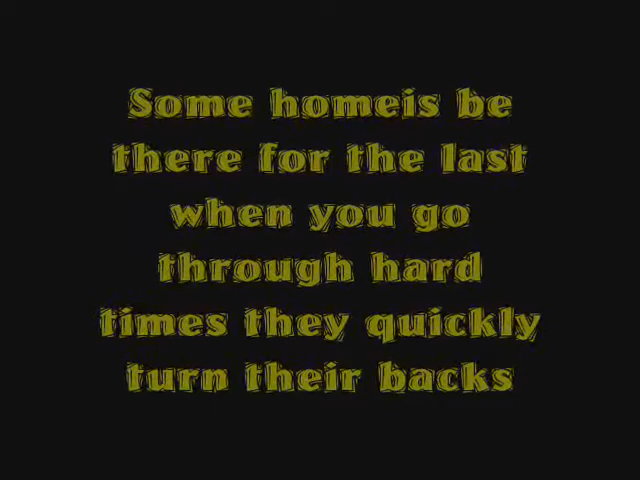 Some homeis be
there for the last
when you go
through hard
times they quickly
turn their backs